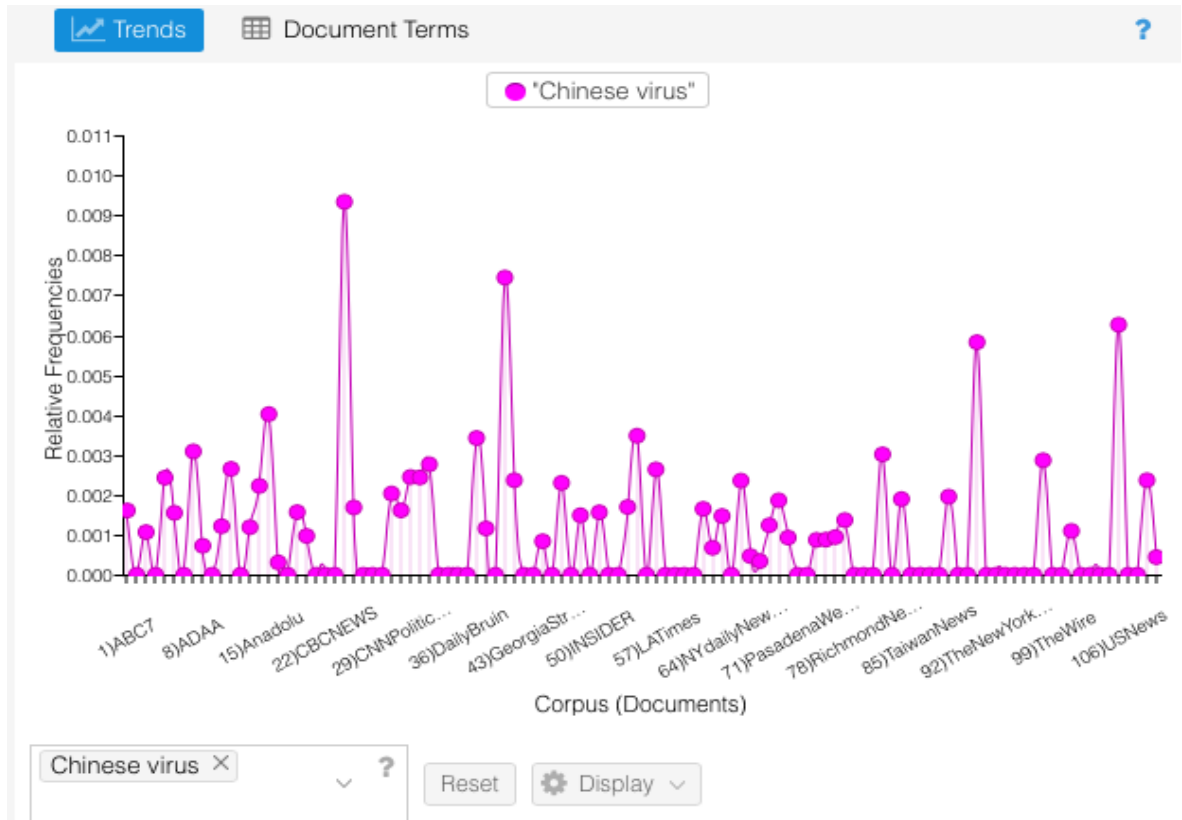 Trends Document Terms ?
"Chinese virus"
0.011
0.010
0.009
0.008
0.007
0.006
0.005
0.004
0.003
0.002
0.001
0.000
Relative Frequencies
1)ABC7
8)ADAA
15)Anadolu
22)CBCNEWS
29)CNNPolitic...
36)DailyBruin
43)GeorgiaStr...
50)INSIDER
57)LATimes
64)NYdailyNew...
71)PasadenaWe...
78)RichmondNe...
85)TaiwanNews
92)TheNewYork...
99)TheWire
106)USNews
Corpus (Documents)
Chinese virus × ? Reset Display